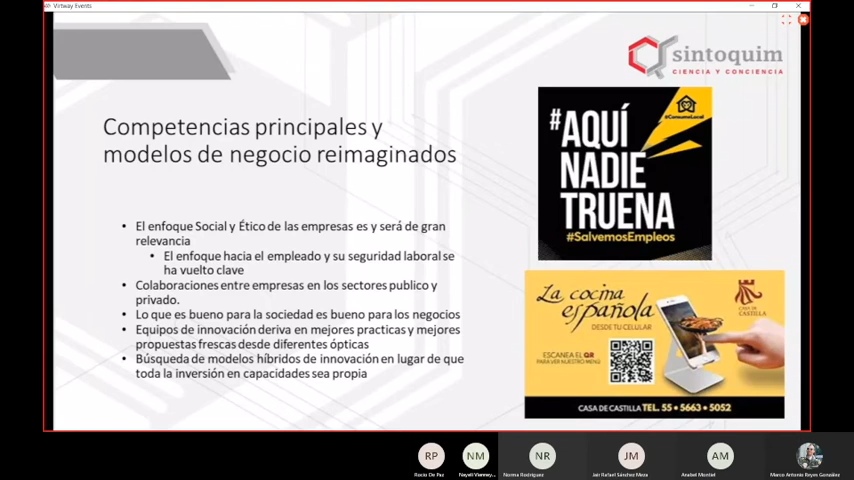 Virtway Events
sintoquim
CIENCIA Y CONCIENCIA
Competencias principales y
modelos de negocio reimaginados
• El enfoque Social y Ético de las empresas es y será de gran
relevancia
• El enfoque hacia el empleado y su seguridad laboral se
ha vuelto clave
• Colaboraciones entre empresas en los sectores publico y
privado.
• Lo que es bueno para la sociedad es bueno para los negocios
• Equipos de innovación deriva en mejores practicas y mejores
propuestas frescas desde diferentes ópticas
• Búsqueda de modelos híbridos de innovación en lugar de que
toda la inversión en capacidades sea propia
#ConsumoLocal
#AQUÍ
NADIE
TRUENA
#SalvemosEmpleos
La cocina
española
DESDE TU CELULAR
CASA DE
CASTILLA
ESCANEA EL QR
PARA VER NUESTRO MENÚ
CASA DE CASTILLA TEL. 55 • 5663 • 5052
RP
NM
NR
JM
AM
Rocio De Paz
Nayeli Vianney...
Norma Rodriguez
Jair Rafael Sánchez Meza
Anabel Montiel
Marco Antonio Reyes González